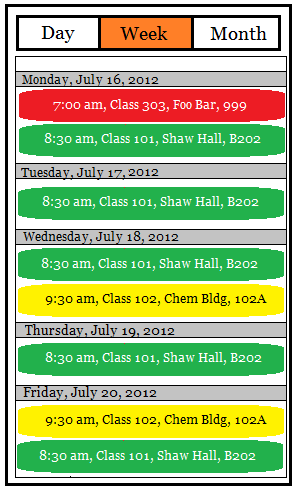 Day Week Month
Monday, July 16, 2012
7:00 am, Class 303, Foo Bar, 999
8:30 am, Class 101, Shaw Hall, B202
Tuesday, July 17, 2012
8:30 am, Class 101, Shaw Hall, B202
Wednesday, July 18, 2012
8:30 am, Class 101, Shaw Hall, B202
9:30 am, Class 102, Chem Bldg, 102A
Thursday, July 19, 2012
8:30 am, Class 101, Shaw Hall, B202
Friday, July 20, 2012
9:30 am, Class 102, Chem Bldg, 102A
8:30 am, Class 101, Shaw Hall, B202